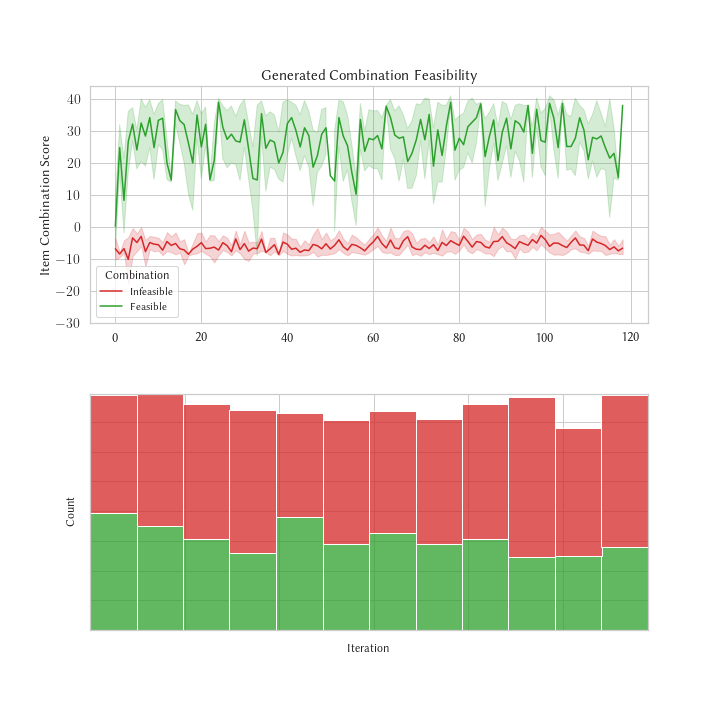 Generated Combination Feasibility
Item Combination Score
40
30
20
10
0
−10
−20
−30
Combination
Infeasible
Feasible
0 20 40 60 80 100 120
Count
Iteration